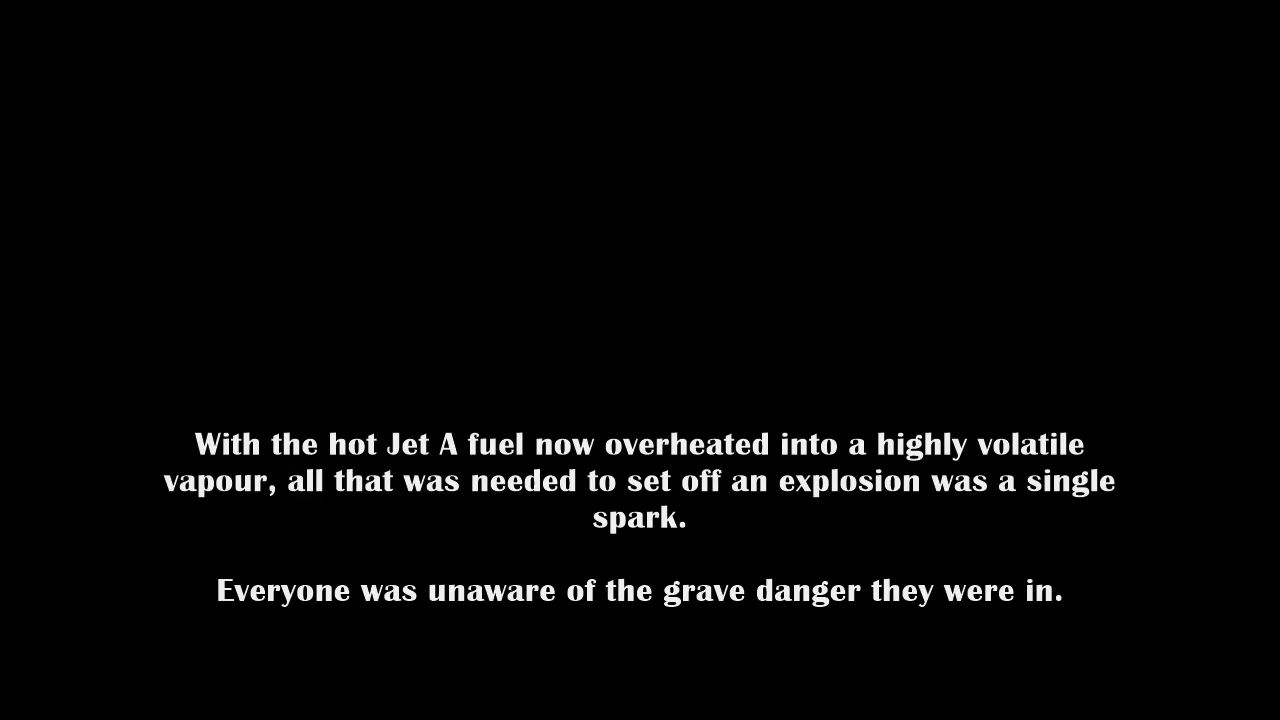 With the hot Jet A fuel now overheated into a highly volatile
vapour, all that was needed to set off an explosion was a single
spark.
Everyone was unaware of the grave danger they were in.